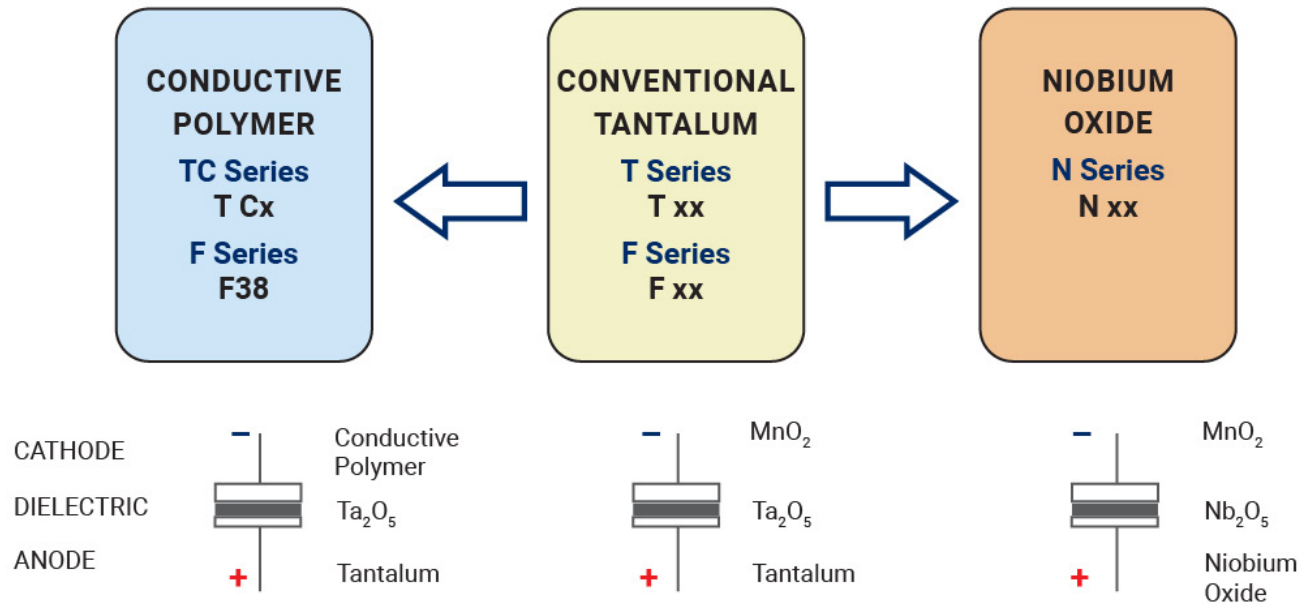 CONDUCTIVE
POLYMER
TC Series
T Cx
F Series
F38
CONVENTIONAL
TANTALUM
T Series
T xx
F Series
F xx
NIOBIUM
OXIDE
N Series
N xx
CATHODE
DIELECTRIC
ANODE
–
Conductive
Polymer
Ta₂O₅
+
Tantalum
–
MnO₂
Ta₂O₅
+
Tantalum
–
MnO₂
Nb₂O₅
+
Niobium
Oxide